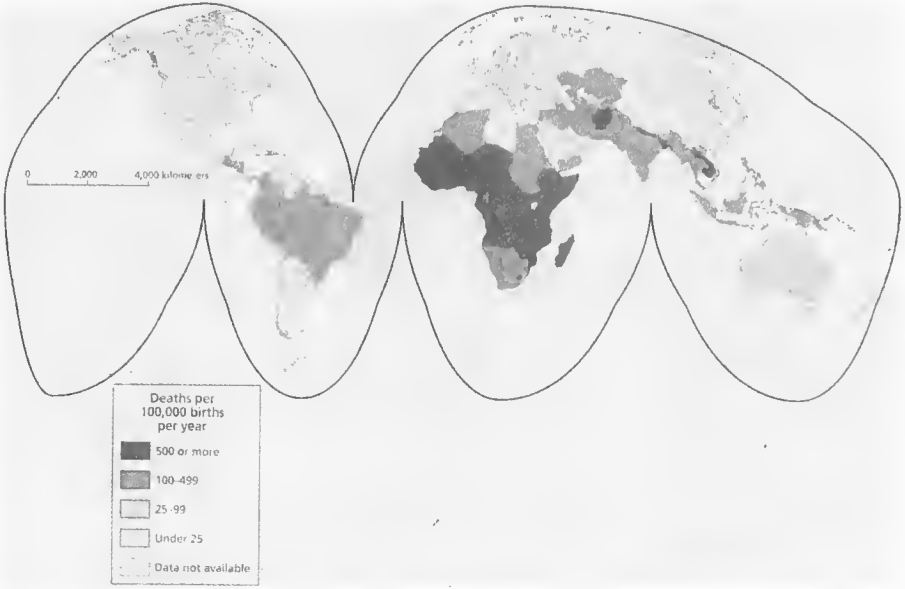 0 2,000 4,000 kilome ers
Deaths per
100,000 births
per year
500 or more
100–499
25-99
Under 25
Data not available